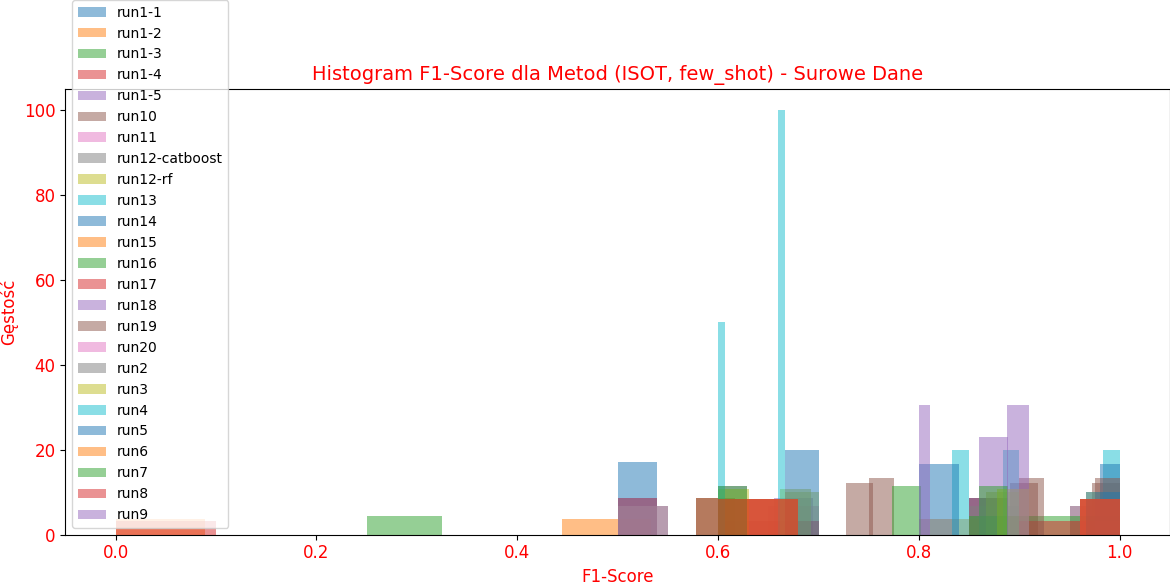 run1-1
run1-2
run1-3
run1-4
run1-5
run10
run11
run12-catboost
run12-rf
run13
run14
run15
run16
run17
run18
run19
run20
run2
run3
run4
run5
run6
run7
run8
run9
Histogram F1-Score dla Metod (ISOT, few_shot) - Surowe Dane
Gęstość
100
80
60
40
20
0
0.0 0.2 0.4 0.6 0.8 1.0
F1-Score